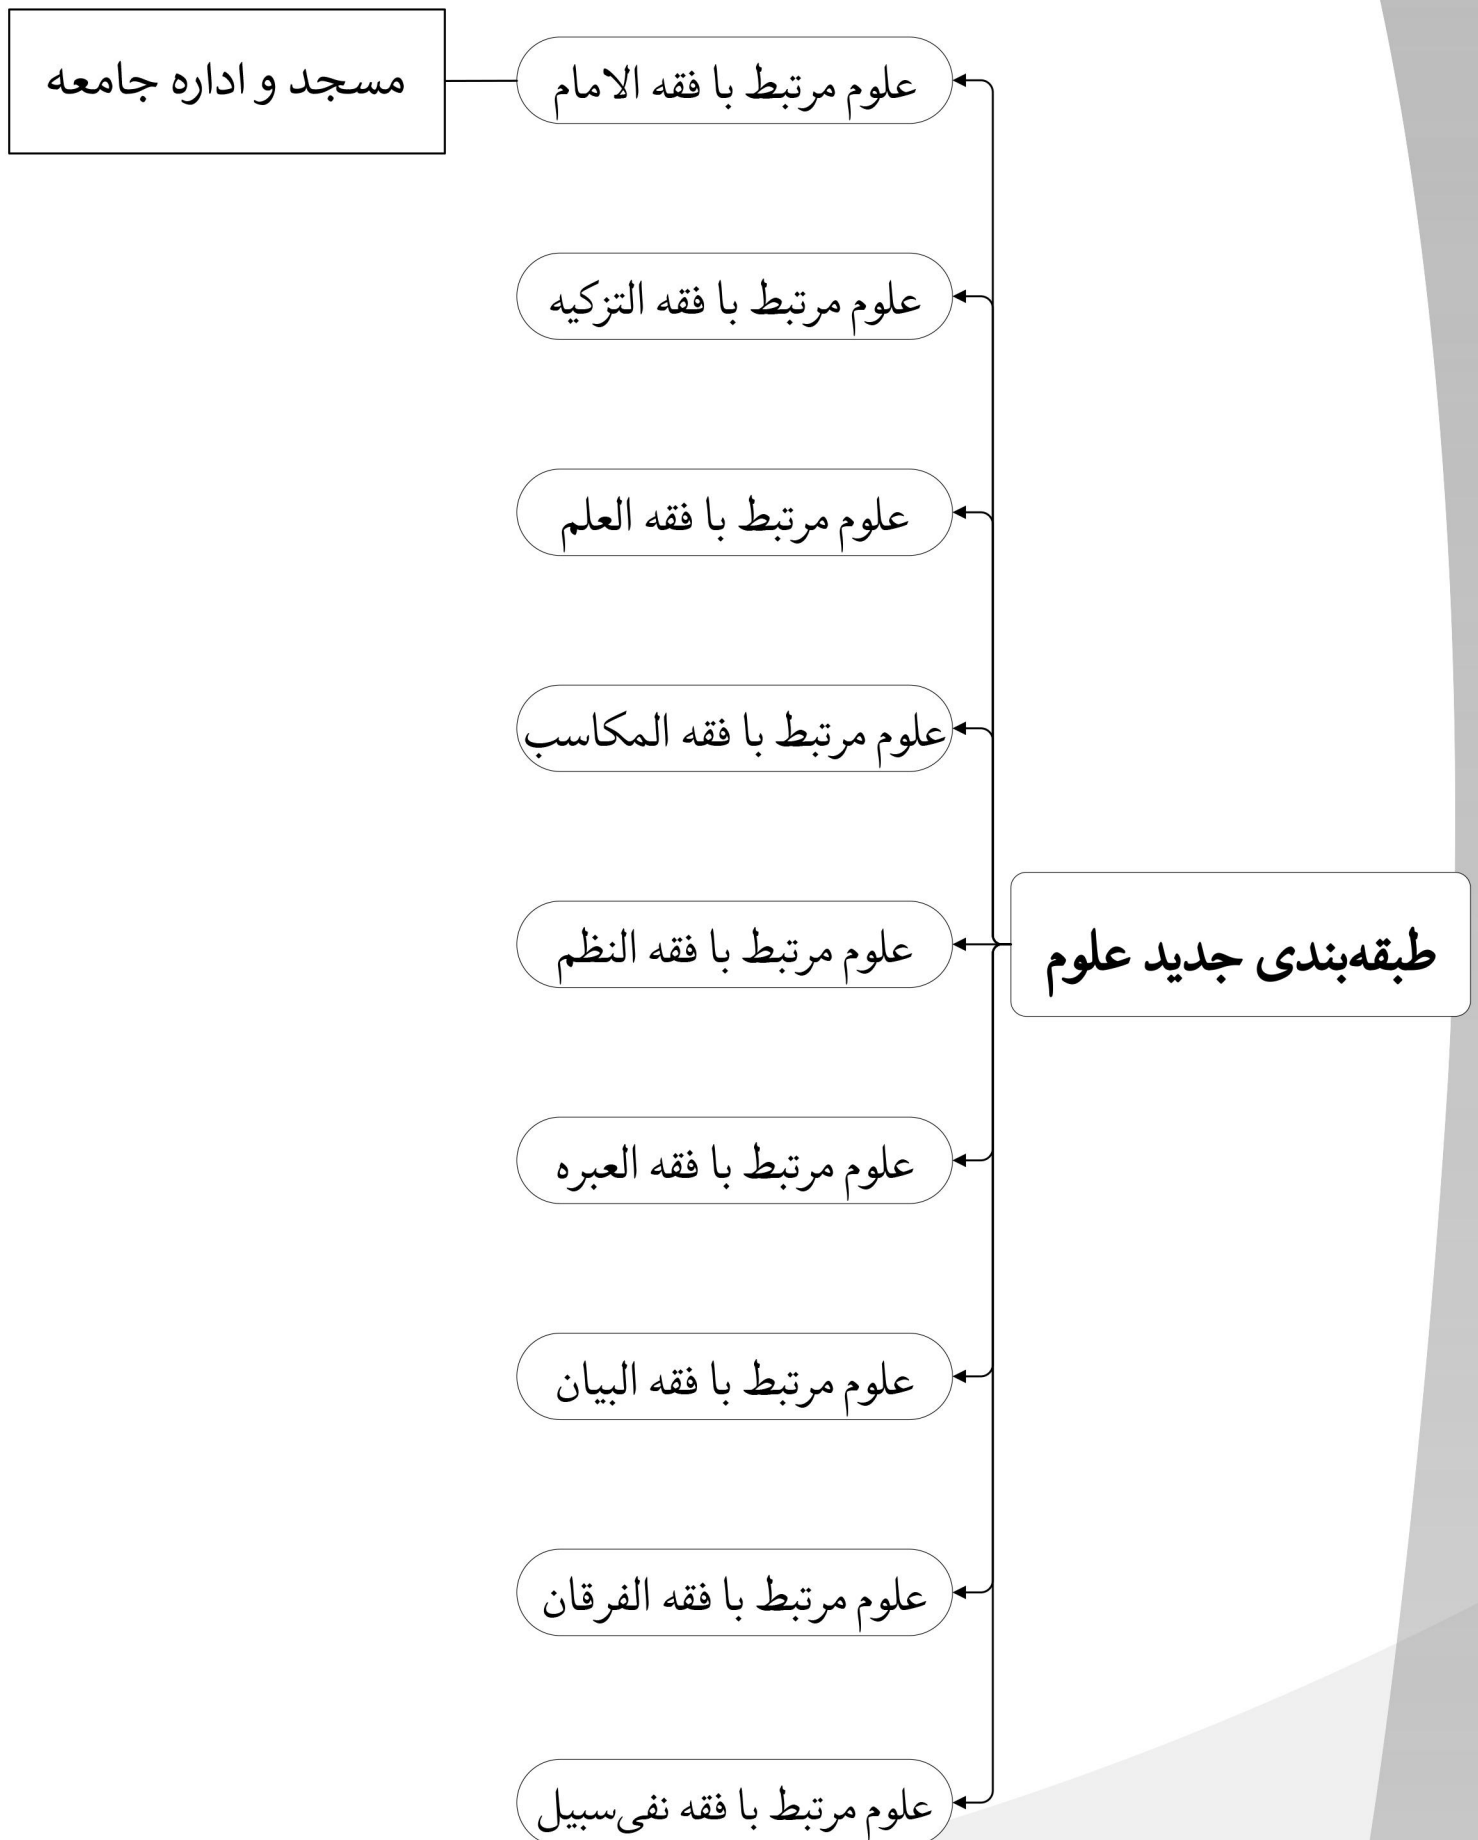 طبقه‌بندی جدید علوم
علوم مرتبط با فقه الامام
مسجد و اداره جامعه
علوم مرتبط با فقه التزکیه
علوم مرتبط با فقه العلم
علوم مرتبط با فقه المکاسب
علوم مرتبط با فقه النظم
علوم مرتبط با فقه العبره
علوم مرتبط با فقه البیان
علوم مرتبط با فقه الفرقان
علوم مرتبط با فقه نفی‌سبیل